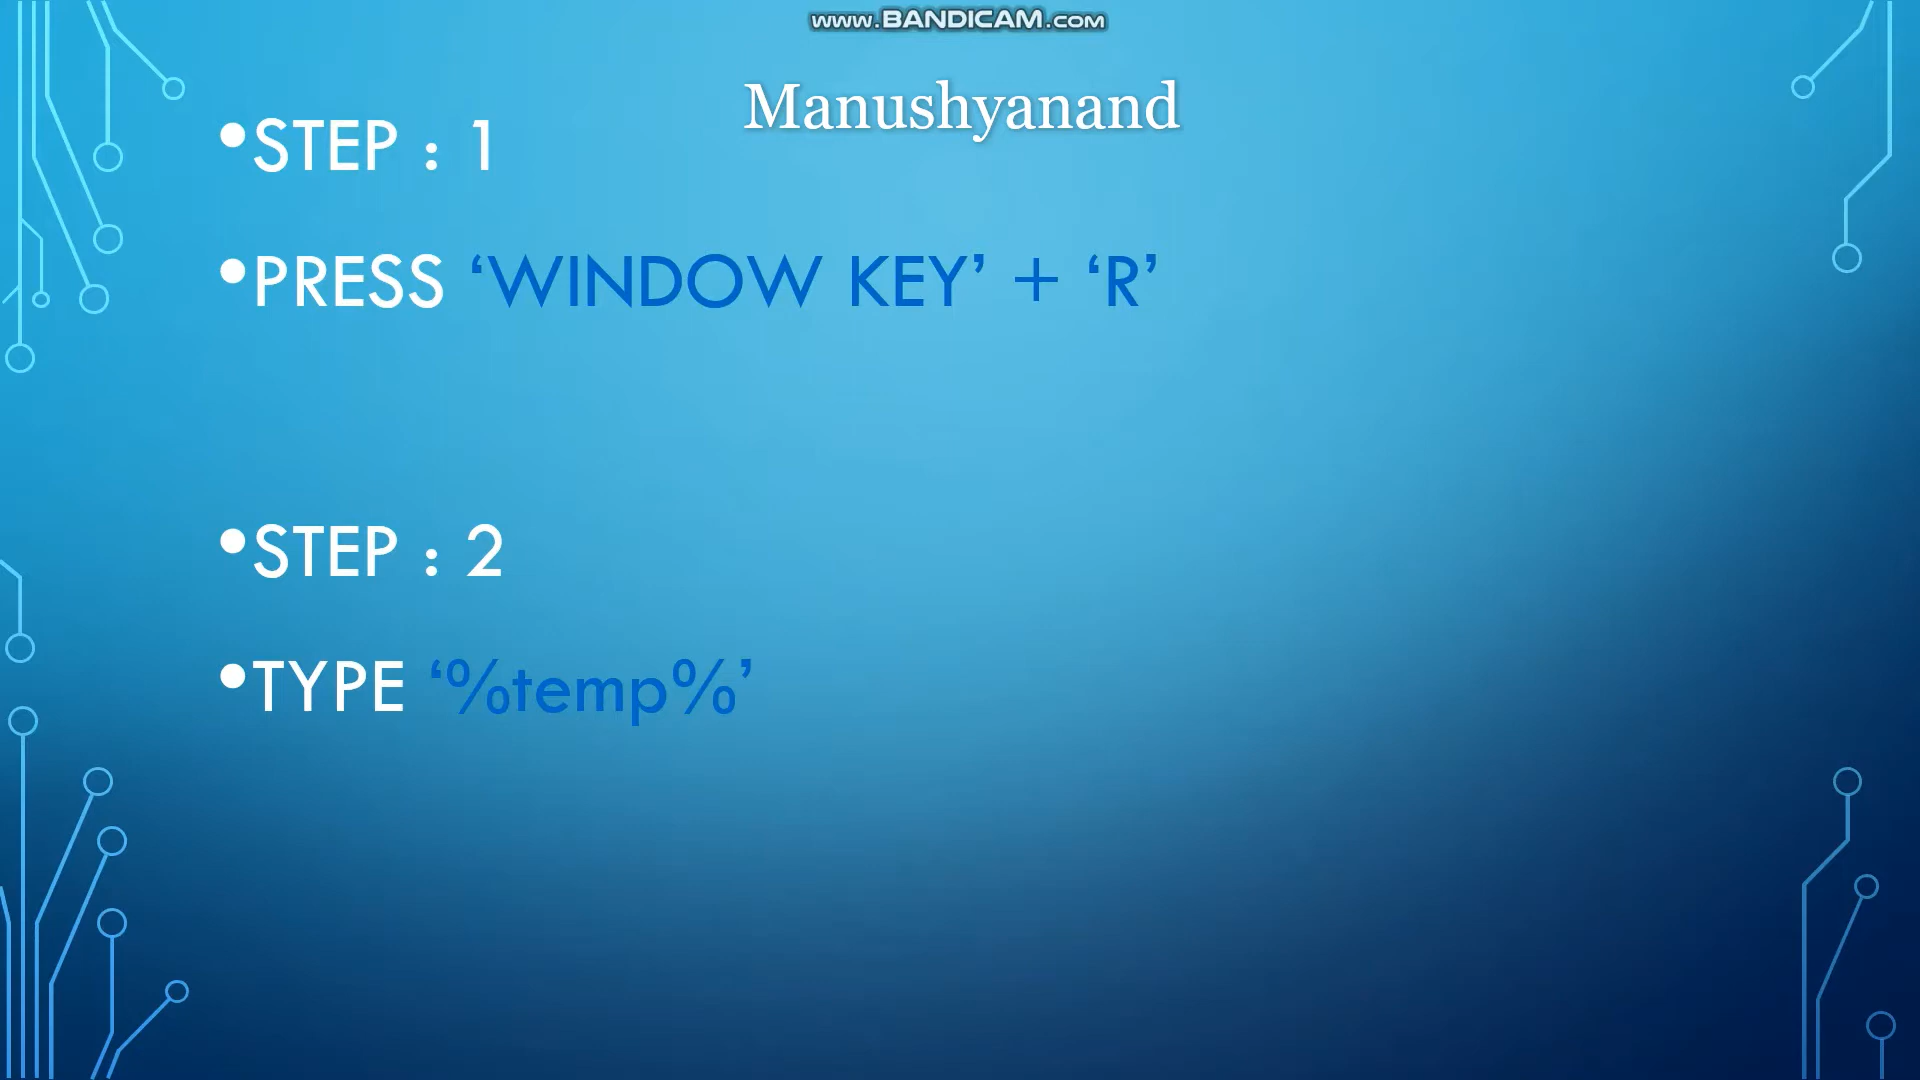 www.BANDICAM.com
Manushyanand
•STEP : 1
•PRESS ‘WINDOW KEY’ + ‘R’
•STEP : 2
•TYPE ‘%temp%’